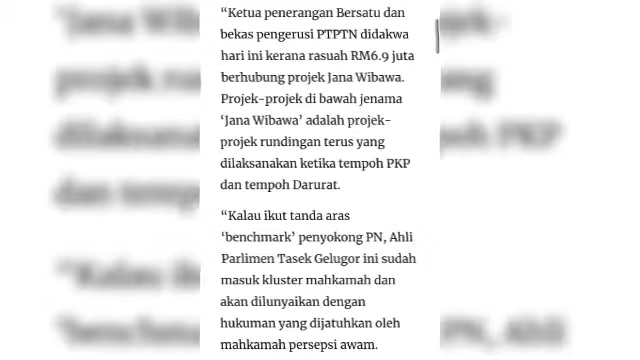 “Ketua penerangan Bersatu dan
bekas pengerusi PTPTN didakwa
hari ini kerana rasuah RM6.9 juta
berhubung projek Jana Wibawa.
Projek-projek di bawah jenama
‘Jana Wibawa’ adalah projek-
projek rundingan terus yang
dilaksanakan ketika tempoh PKP
dan tempoh Darurat.
“Kalau ikut tanda aras
‘benchmark’ penyokong PN, Ahli
Parlimen Tasek Gelugor ini sudah
masuk kluster mahkamah dan
akan dilunyaikan dengan
hukuman yang dijatuhkan oleh
mahkamah persepsi awam.